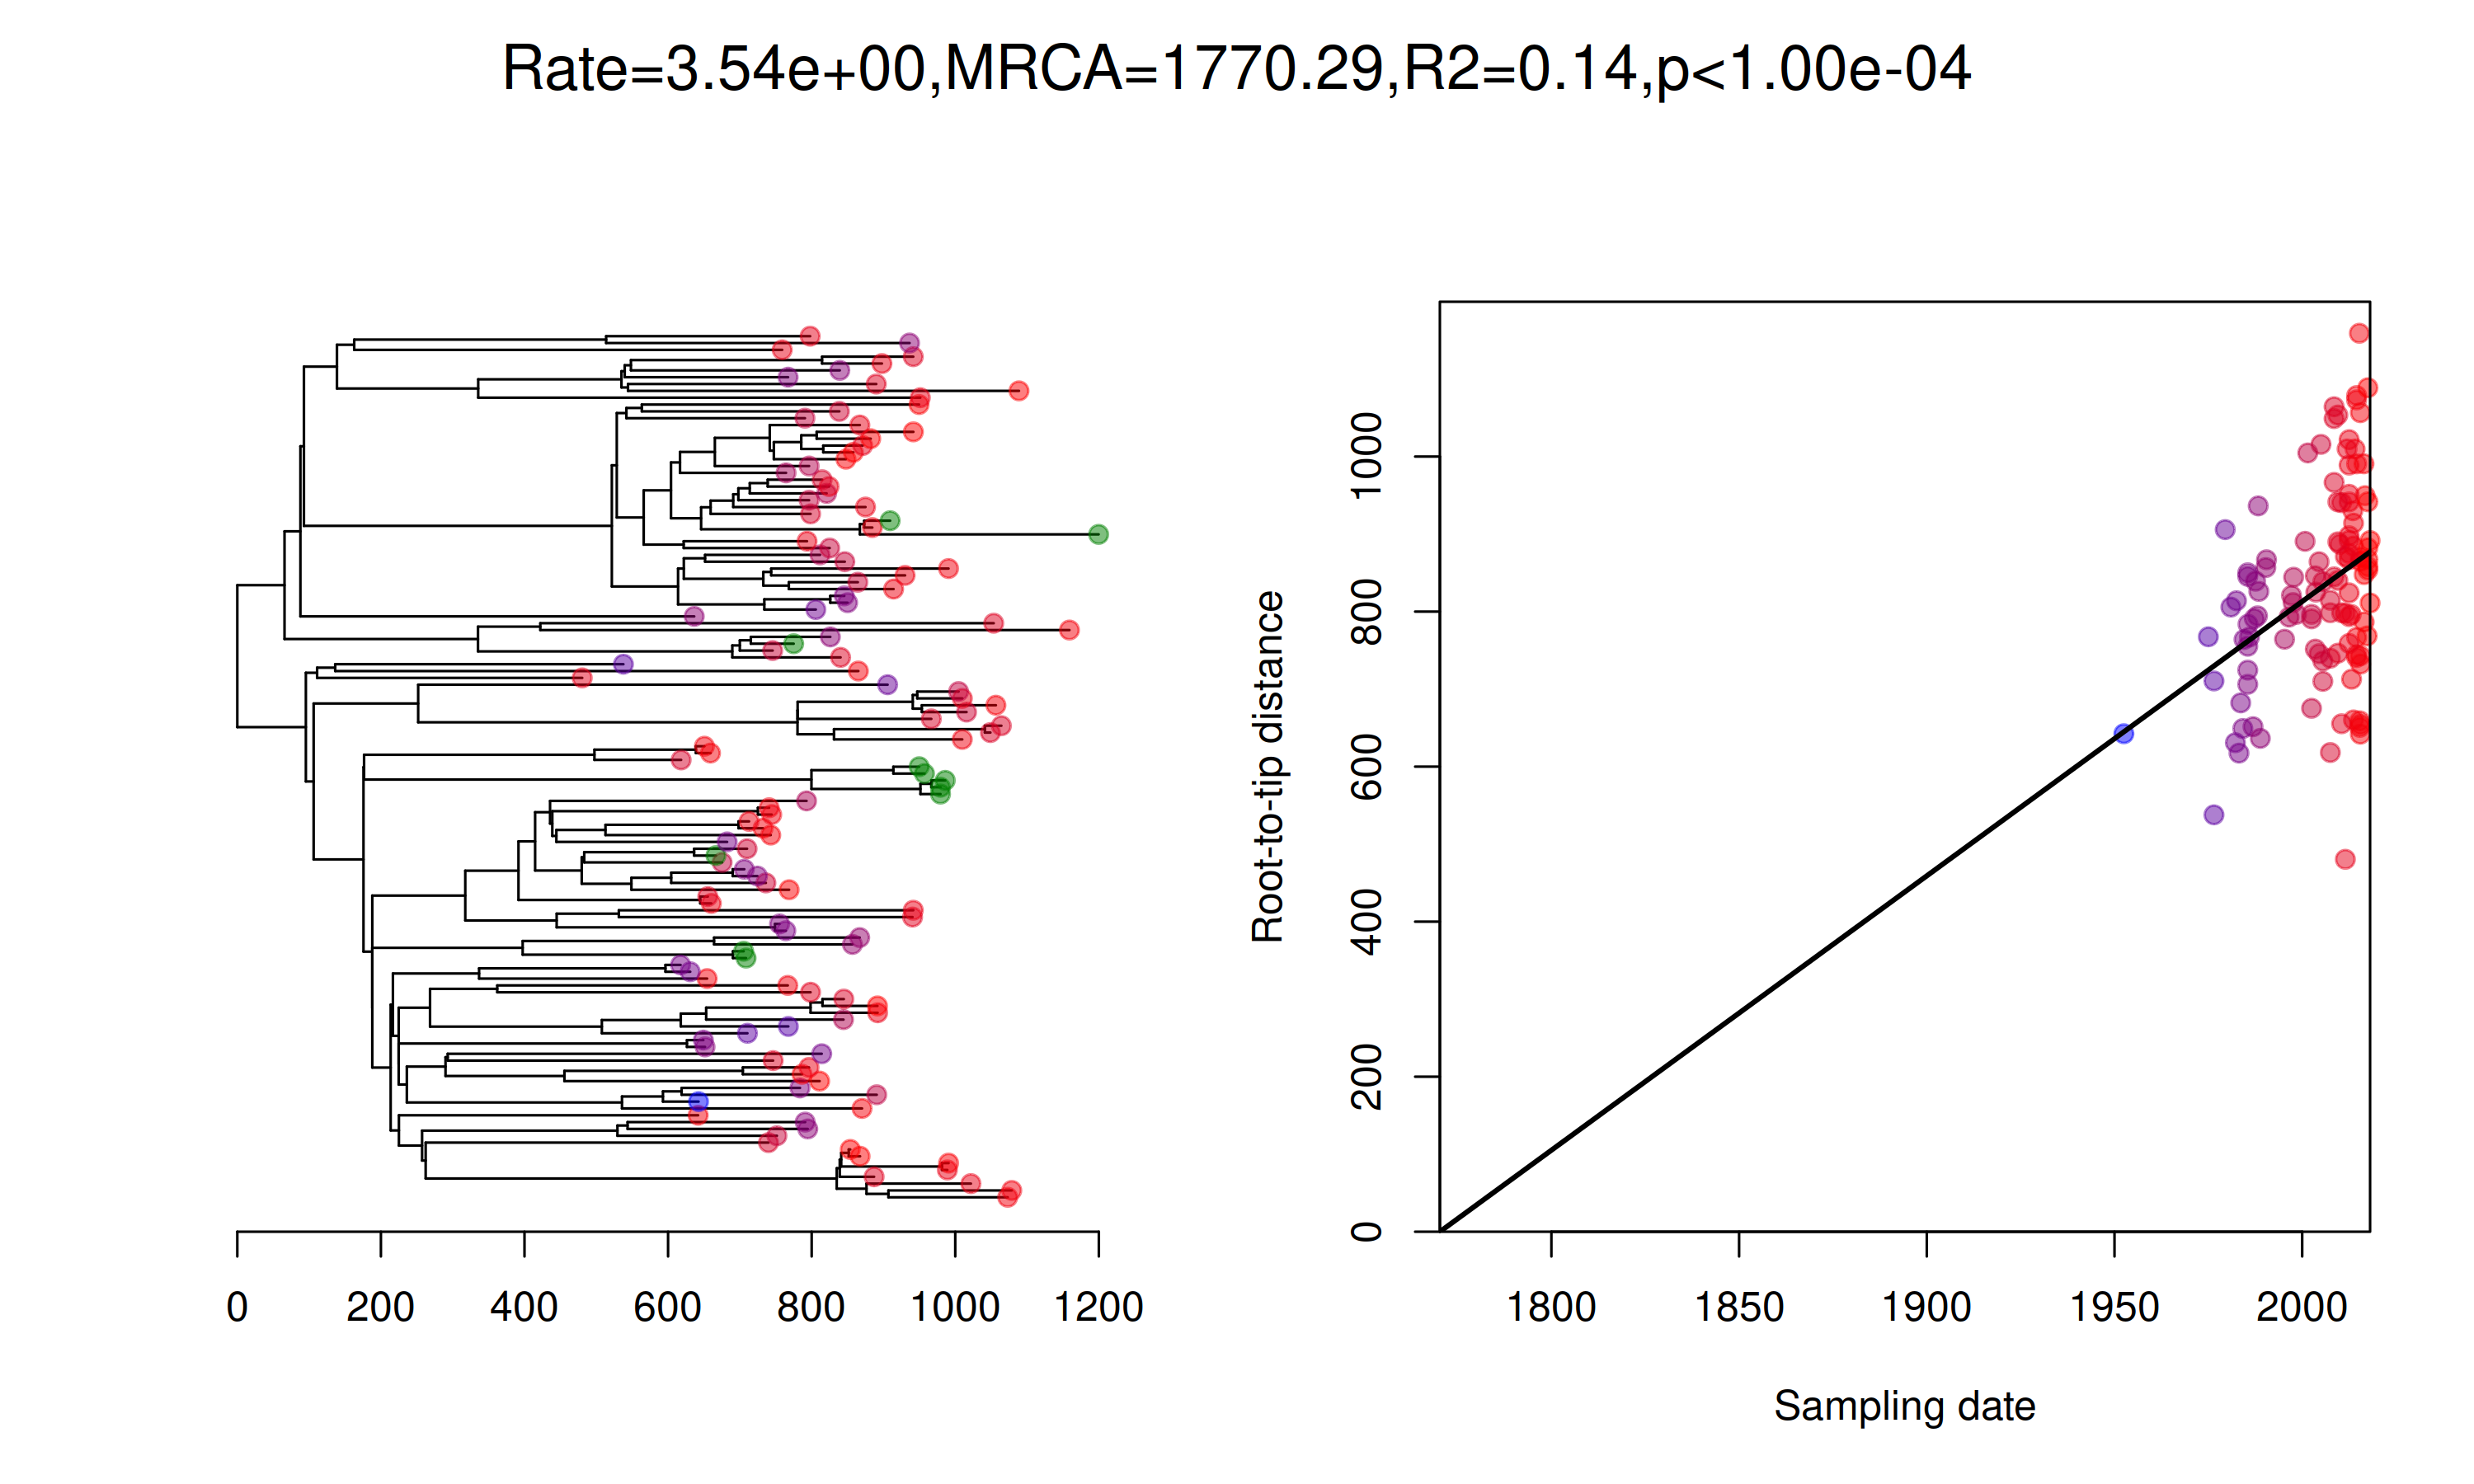 Rate=3.54e+00,MRCA=1770.29,R2=0.14,p<1.00e-04
0 200 400 600 800 1000 1200
Root-to-tip distance
0 200 400 600 800 1000
1800 1850 1900 1950 2000
Sampling date